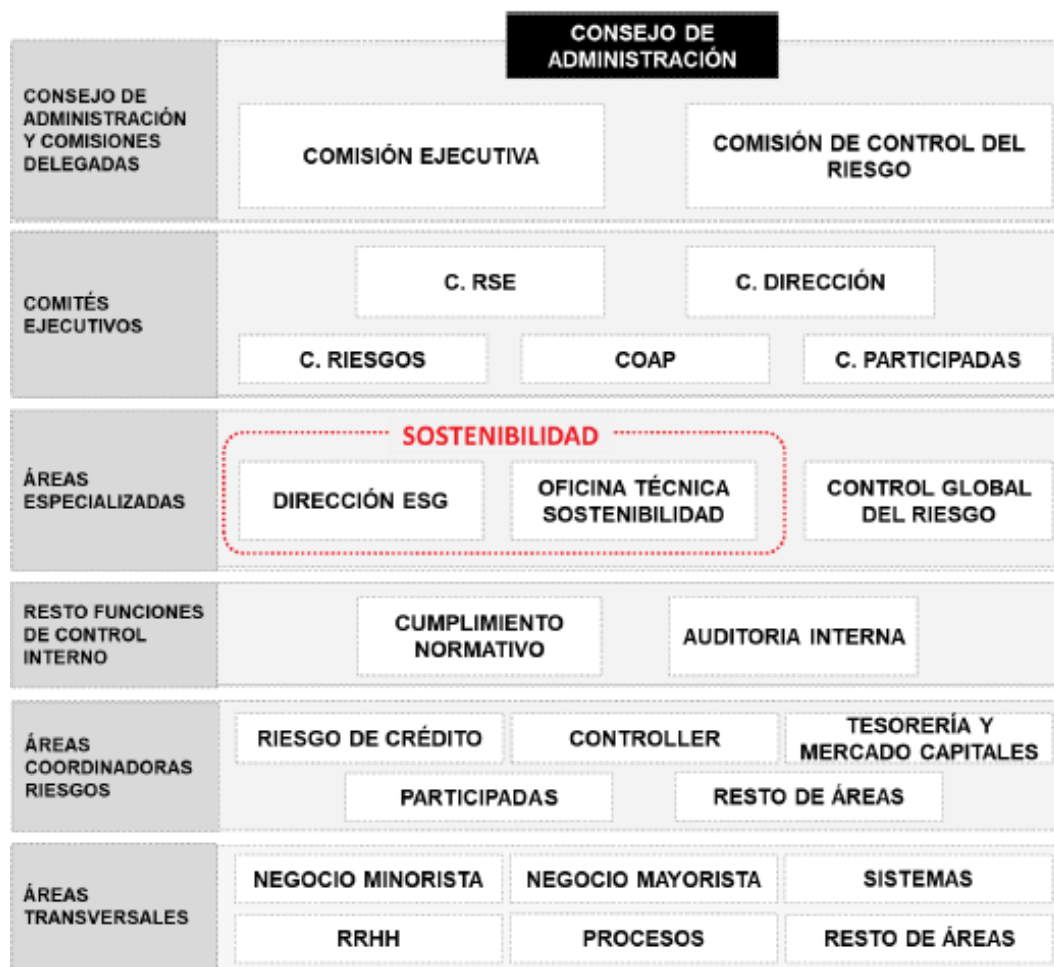 CONSEJO DE
ADMINISTRACIÓN
CONSEJO DE
ADMINISTRACIÓN
Y COMISIONES
DELEGADAS
COMISIÓN EJECUTIVA
COMISIÓN DE CONTROL DEL
RIESGO
COMITÉS
EJECUTIVOS
C. RSE
C. DIRECCIÓN
C. RIESGOS
COAP
C. PARTICIPADAS
ÁREAS
ESPECIALIZADAS
SOSTENIBILIDAD
DIRECCIÓN ESG
OFICINA TÉCNICA
SOSTENIBILIDAD
CONTROL GLOBAL
DEL RIESGO
RESTO FUNCIONES
DE CONTROL
INTERNO
CUMPLIMIENTO
NORMATIVO
AUDITORIA INTERNA
ÁREAS
COORDINADORAS
RIESGOS
RIESGO DE CRÉDITO
CONTROLLER
TESORERÍA Y
MERCADO CAPITALES
PARTICIPADAS
RESTO DE ÁREAS
ÁREAS
TRANSVERSALES
NEGOCIO MINORISTA
NEGOCIO MAYORISTA
SISTEMAS
RRHH
PROCESOS
RESTO DE ÁREAS